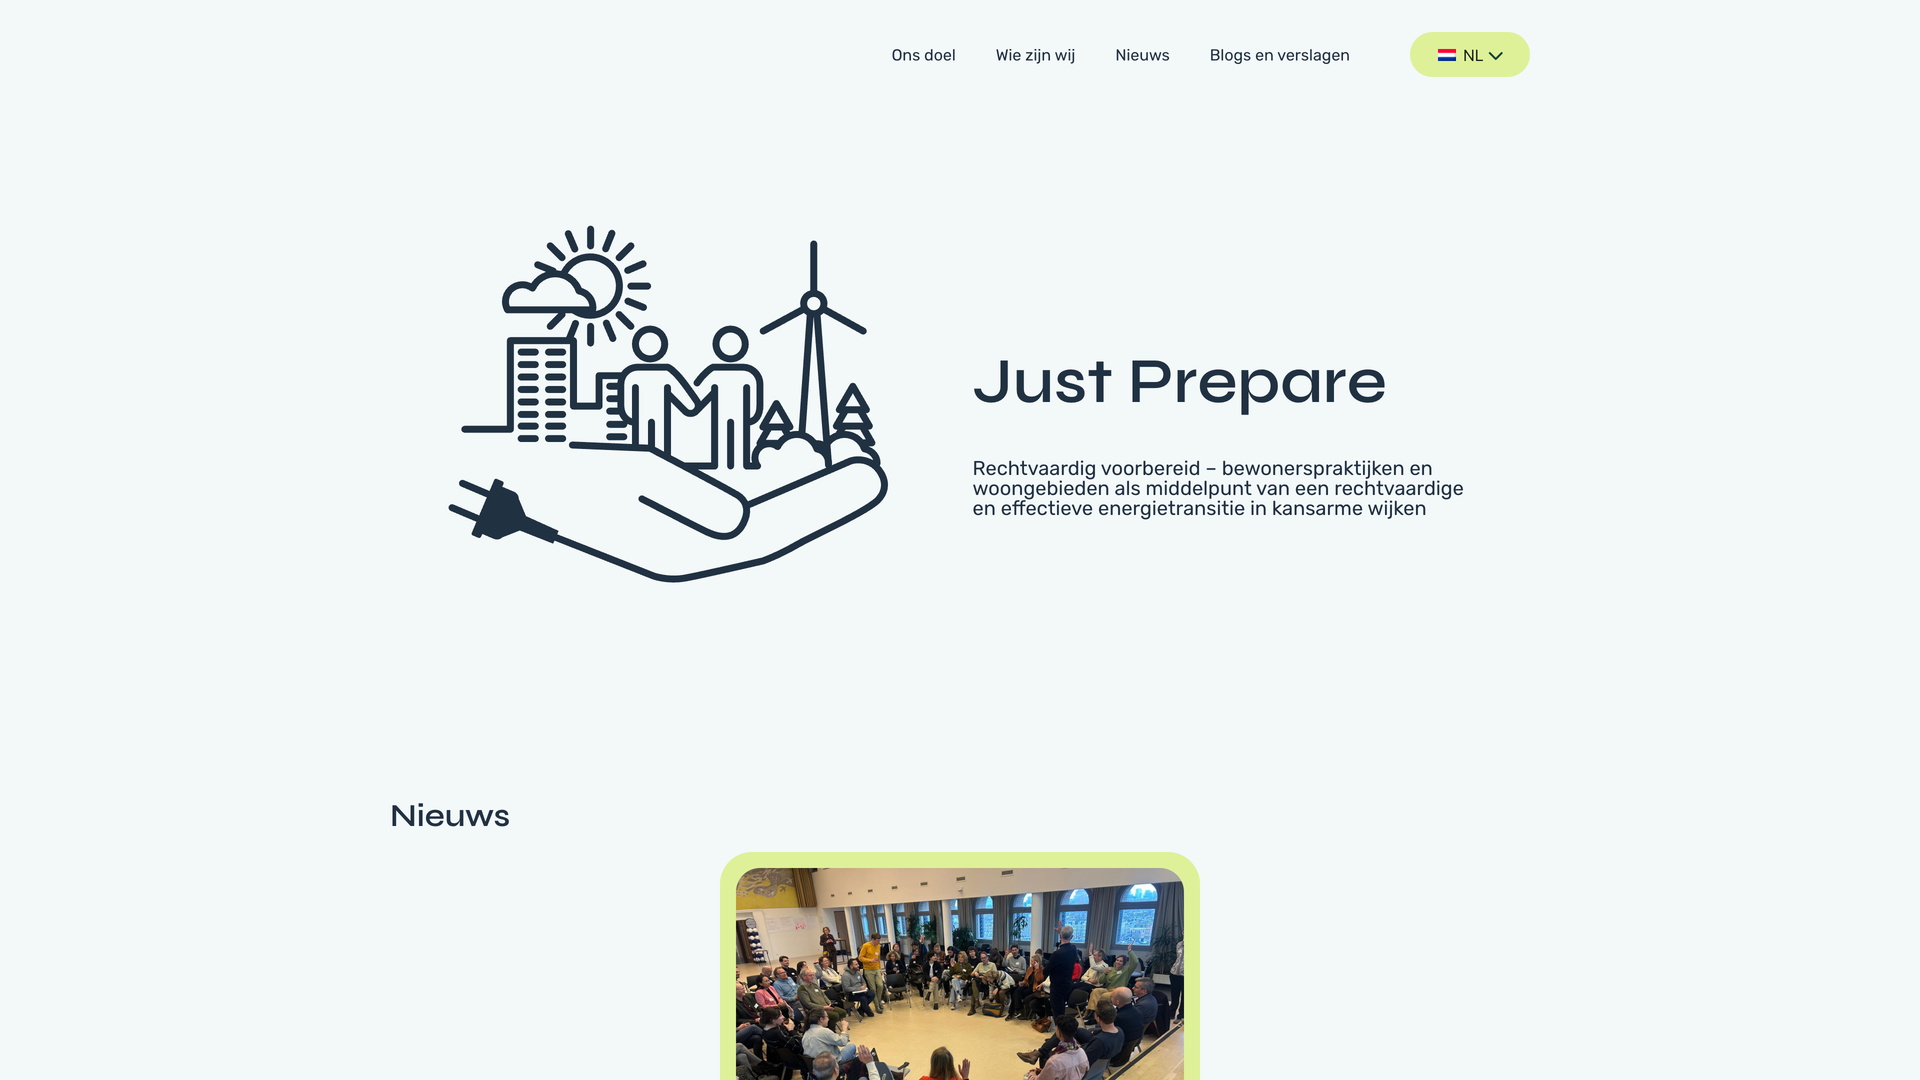 Ons doel
Wie zijn wij
Nieuws
Blogs en verslagen
NL
Just Prepare
Rechtvaardig voorbereid – bewonerspraktijken en
woongebieden als middelpunt van een rechtvaardige
en effectieve energietransitie in kansarme wijken
Nieuws